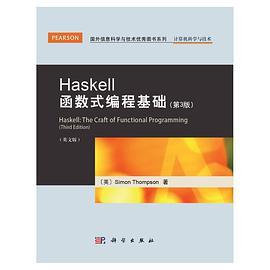 PEARSON
国外信息科学与技术优秀图书系列
计算机科学与技术
Haskell
函数式编程基础（第3版）
Haskell: The Craft of Functional Programming
(Third Edition)
（英文版）
〔英〕Simon Thompson 著
科学出版社